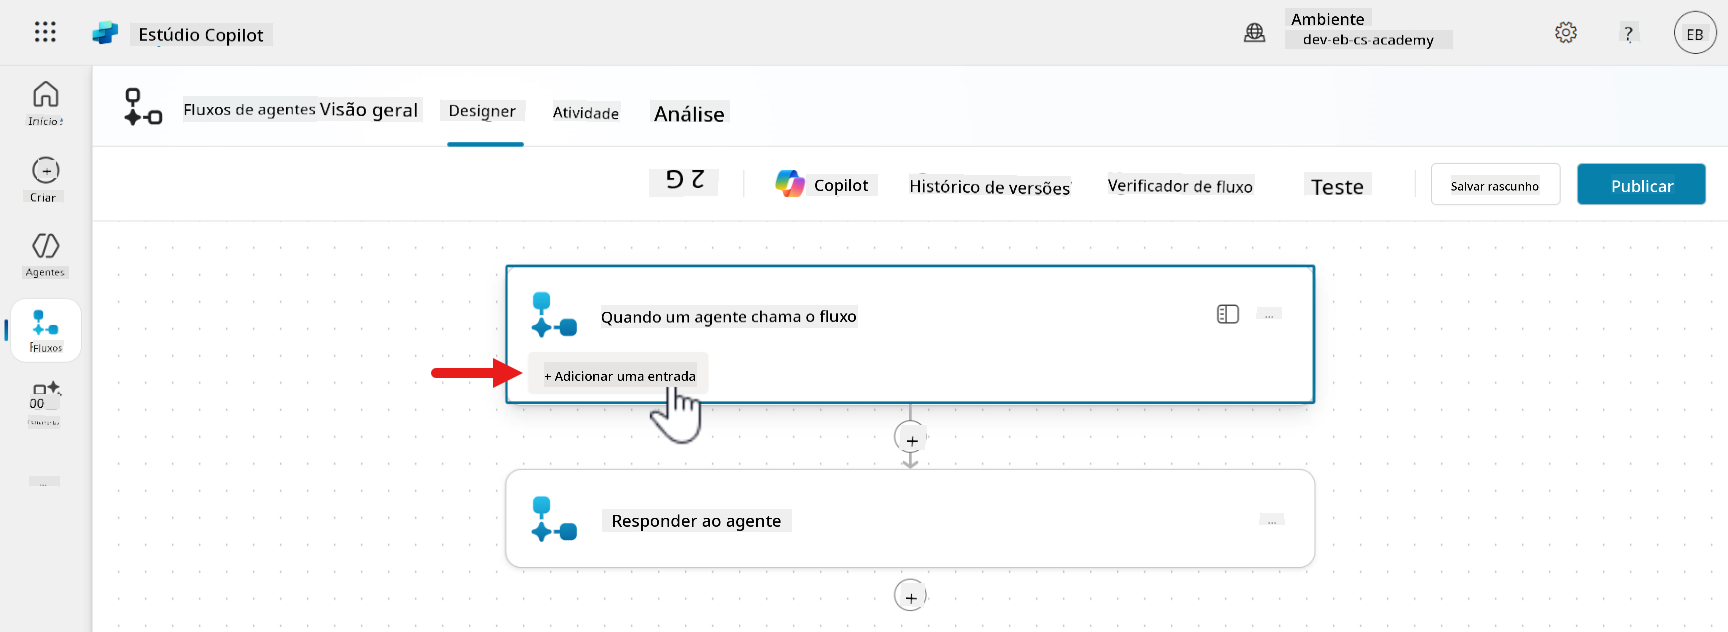 Estúdio Copilot
Ambiente
dev-eb-cs-academy
?
EB
Início
Criar
Agentes
Fluxos
Fluxos de agentes Visão geral
Designer
Atividade
Análise
Copilot
Histórico de versões
Verificador de fluxo
Teste
Salvar rascunho
Publicar
Quando um agente chama o fluxo
...
+ Adicionar uma entrada
+
Responder ao agente
...
+